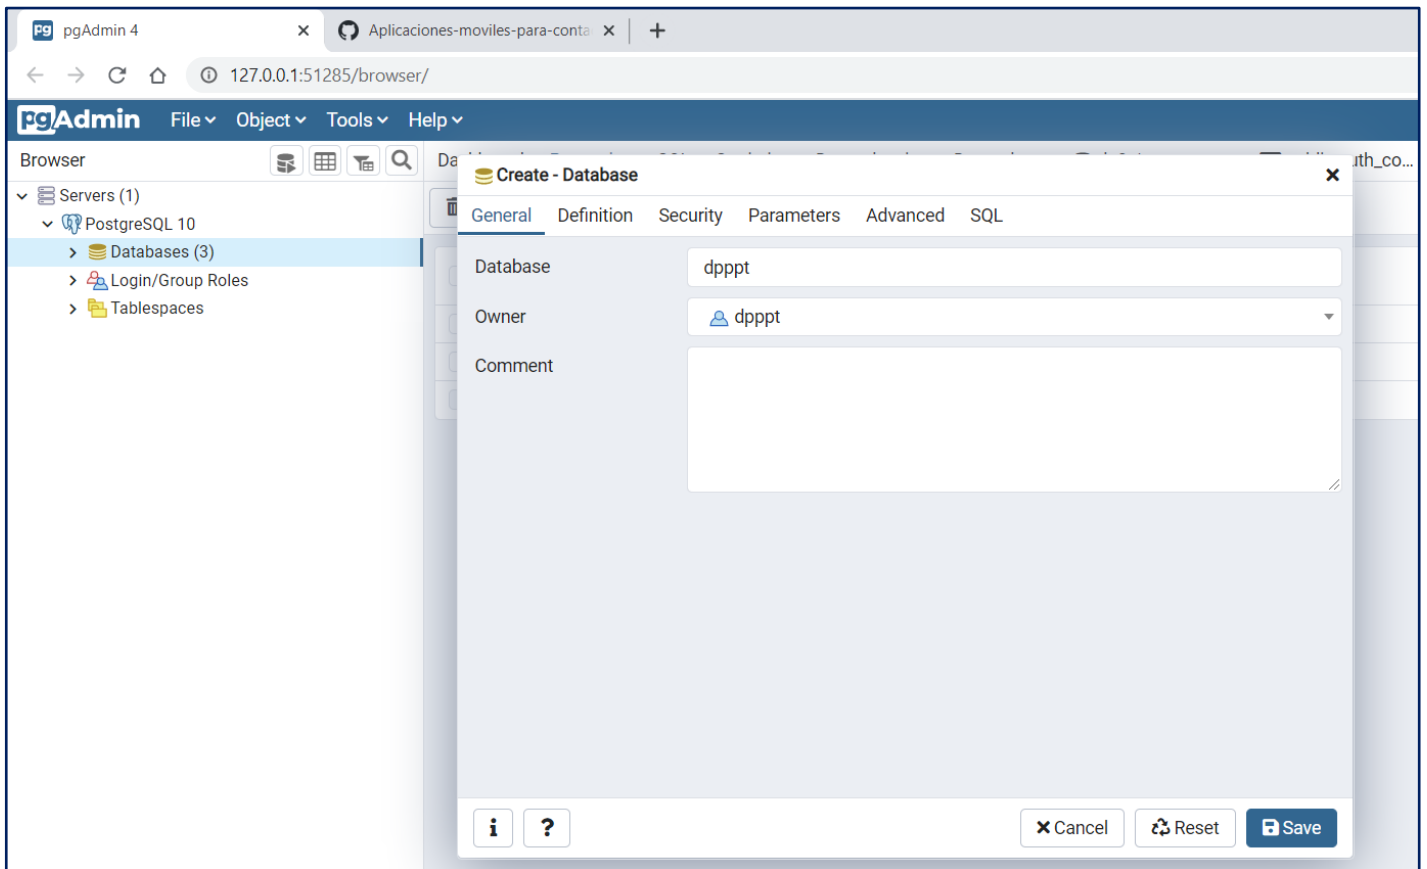 pgAdmin 4
Aplicaciones-moviles-para-conta
127.0.0.1:51285/browser/
pgAdmin File Object Tools Help
Browser
Servers (1)
PostgreSQL 10
Databases (3)
Login/Group Roles
Tablespaces
Da
uth_co...
Create - Database
General Definition Security Parameters Advanced SQL
Database dpppt
Owner dpppt
Comment
i ? Cancel Reset Save